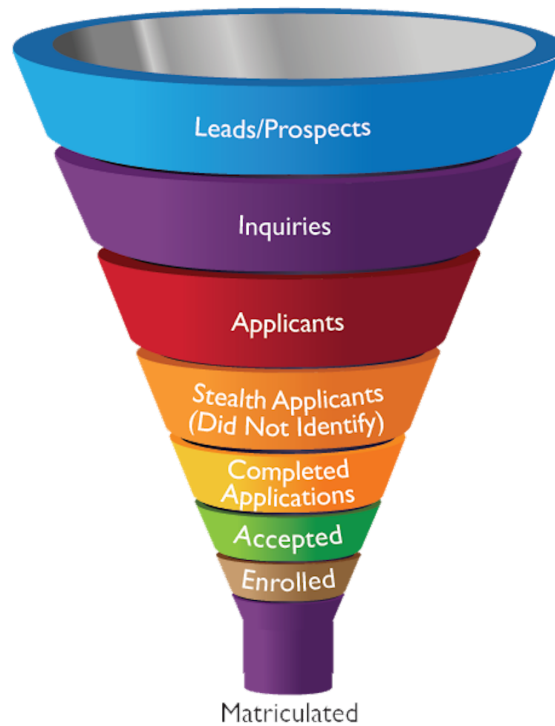 Leads/Prospects
Inquiries
Applicants
Stealth Applicants
(Did Not Identify)
Completed
Applications
Accepted
Enrolled
Matriculated